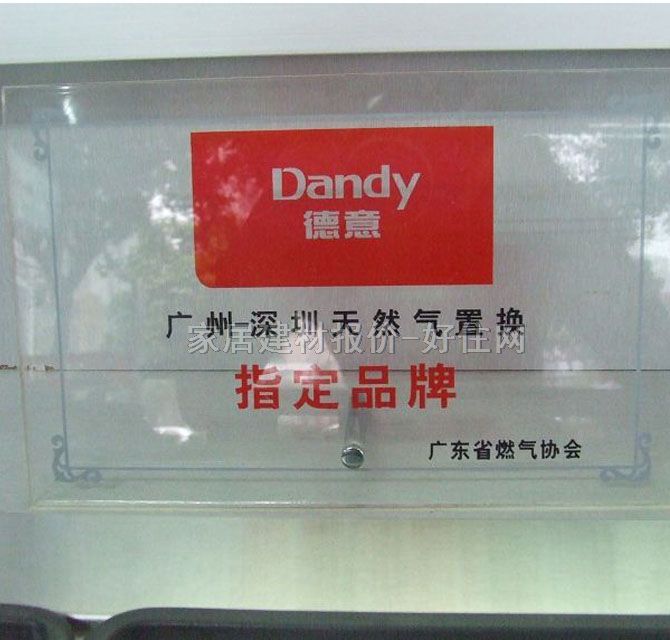 Dandy
德意
广州-深圳天然气置换
家居建材报价-好住网
指定品牌
广东省燃气协会